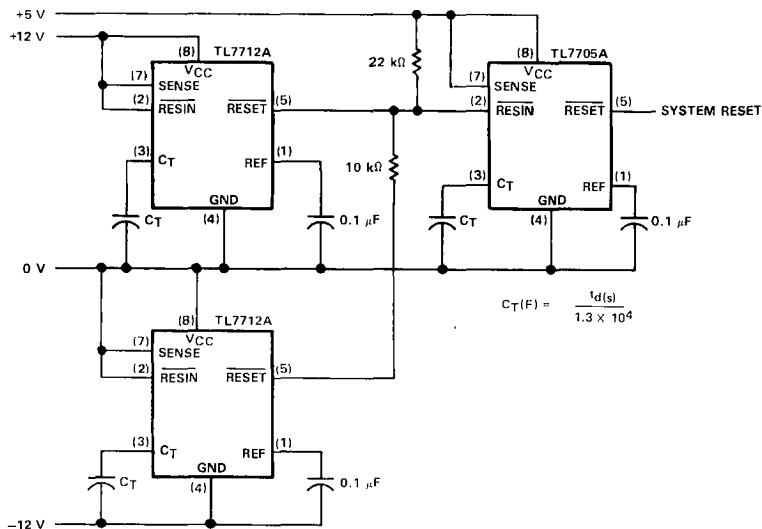 +5 V
+12 V
(8) TL7712A
VCC
(7) SENSE
(2) RESIN
RESET (5)
(3) CT
REF (1)
GND
(4)
CT
0.1 μF
22 kΩ
10 kΩ
(8) TL7705A
VCC
(7) SENSE
(2) RESIN
RESET (5) SYSTEM RESET
(3) CT
REF (1)
GND
(4)
CT
0.1 μF
0 V
CT(F) = td(s) / 1.3 × 10⁴
(8) TL7712A
VCC
(7) SENSE
(2) RESIN
RESET (5)
(3) CT
REF (1)
GND
(4)
CT
0.1 μF
−12 V